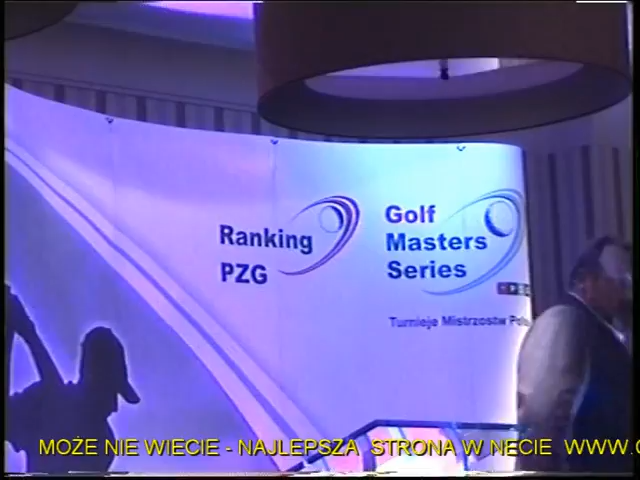 Ranking
PZG
Golf
Masters
Series
Turnieje Mistrzostw
MOŻE NIE WIECIE - NAJLEPSZA STRONA W NECIE WWW.